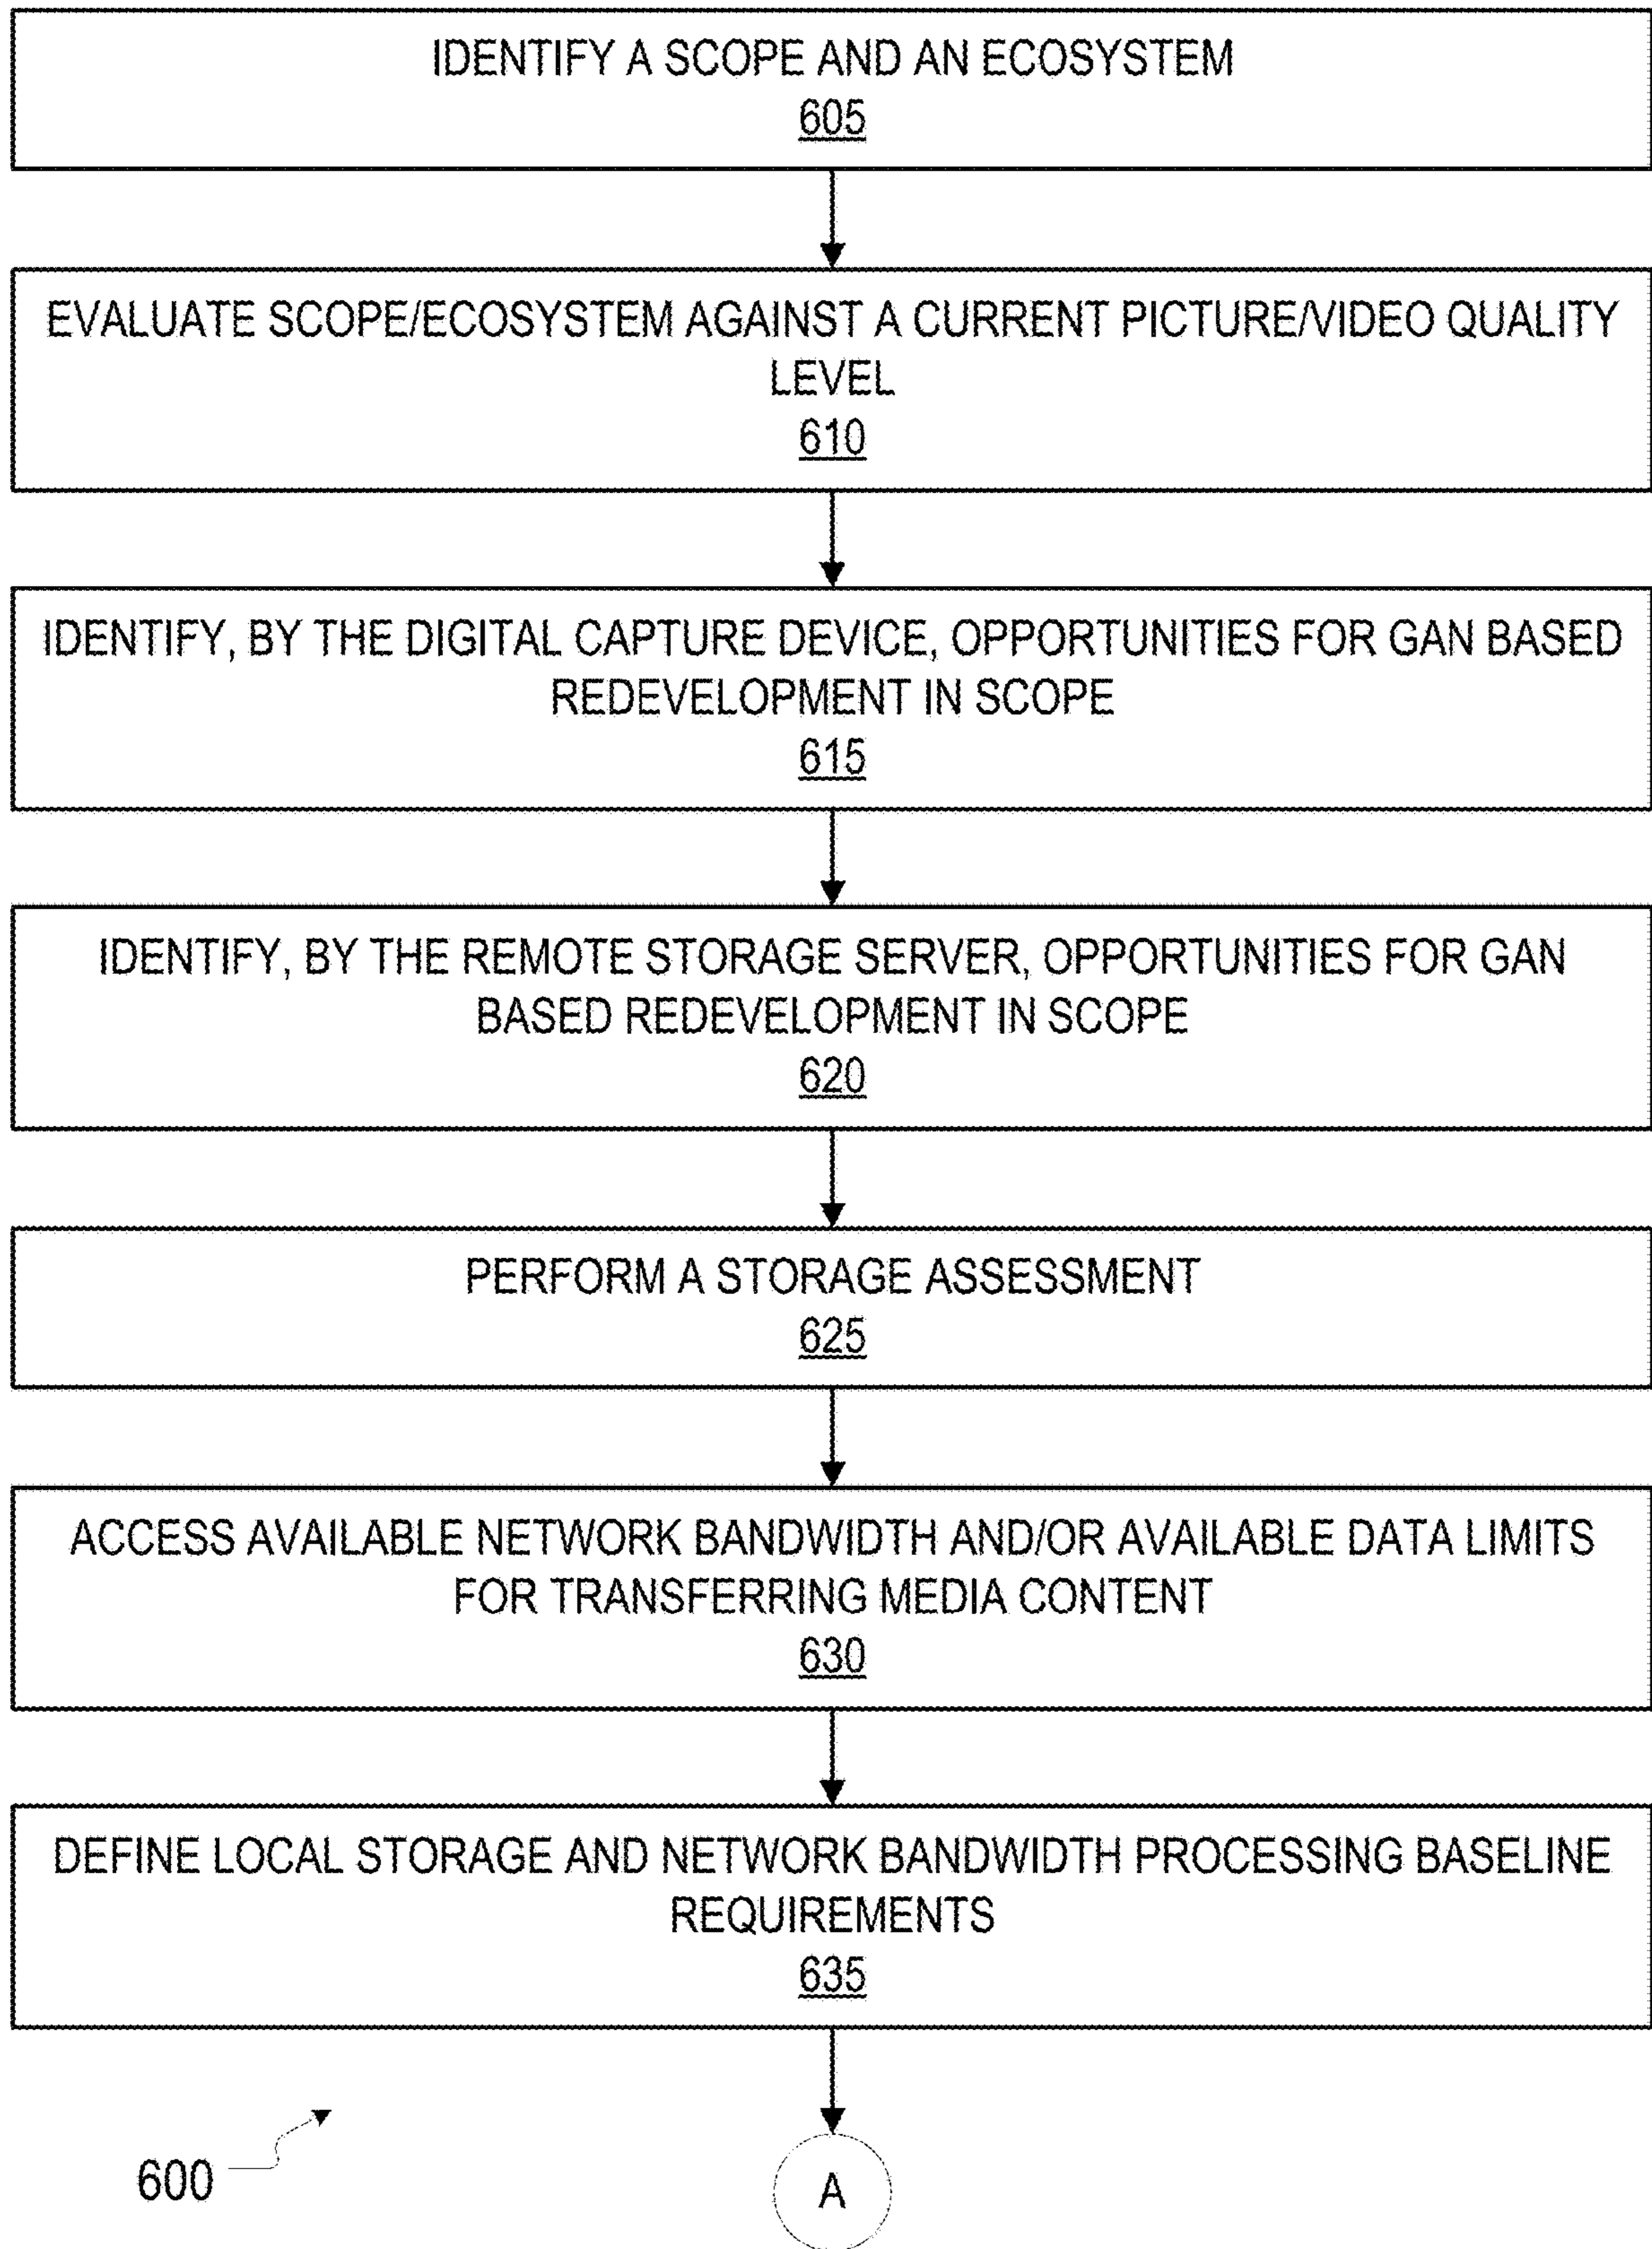 IDENTIFY A SCOPE AND AN ECOSYSTEM
605
EVALUATE SCOPE/ECOSYSTEM AGAINST A CURRENT PICTURE/VIDEO QUALITY
LEVEL
610
IDENTIFY, BY THE DIGITAL CAPTURE DEVICE, OPPORTUNITIES FOR GAN BASED
REDEVELOPMENT IN SCOPE
615
IDENTIFY, BY THE REMOTE STORAGE SERVER, OPPORTUNITIES FOR GAN
BASED REDEVELOPMENT IN SCOPE
620
PERFORM A STORAGE ASSESSMENT
625
ACCESS AVAILABLE NETWORK BANDWIDTH AND/OR AVAILABLE DATA LIMITS
FOR TRANSFERRING MEDIA CONTENT
630
DEFINE LOCAL STORAGE AND NETWORK BANDWIDTH PROCESSING BASELINE
REQUIREMENTS
635
600
A